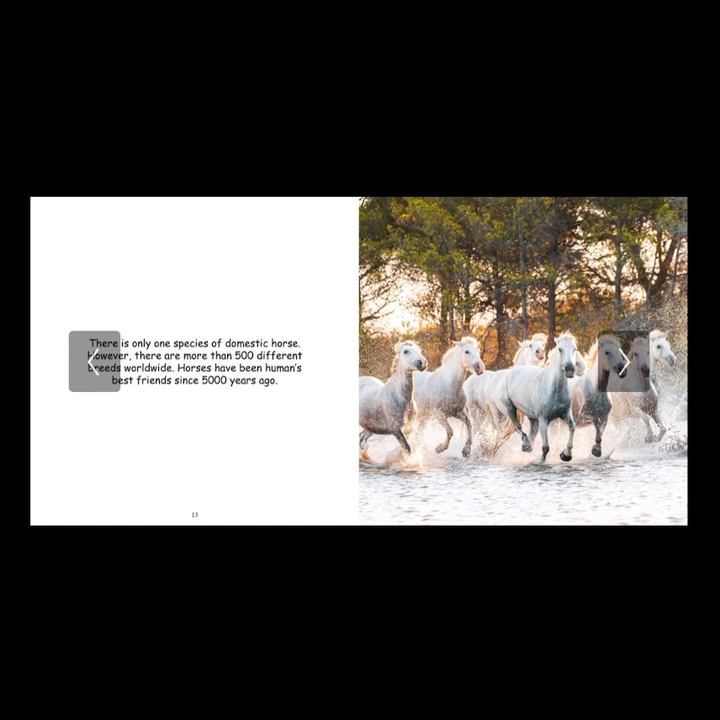 There is only one species of domestic horse.
However, there are more than 500 different
breeds worldwide. Horses have been human's
best friends since 5000 years ago.
13